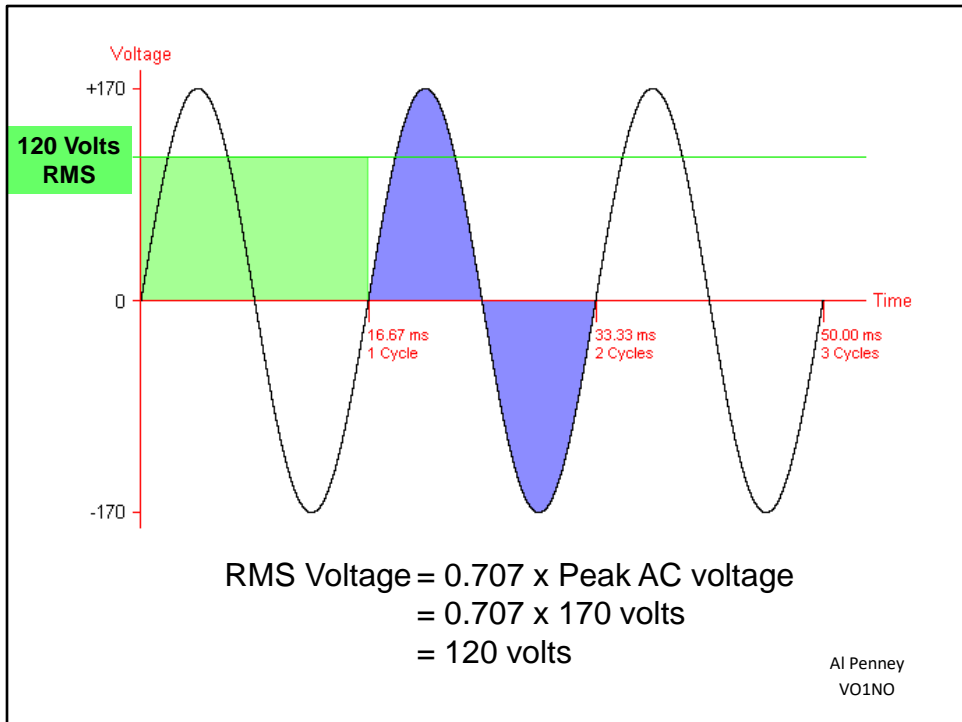 Voltage
+170
120 Volts
RMS
0
Time
16.67 ms
1 Cycle
33.33 ms
2 Cycles
50.00 ms
3 Cycles
-170
RMS Voltage = 0.707 x Peak AC voltage
= 0.707 x 170 volts
= 120 volts
Al Penney
VO1NO